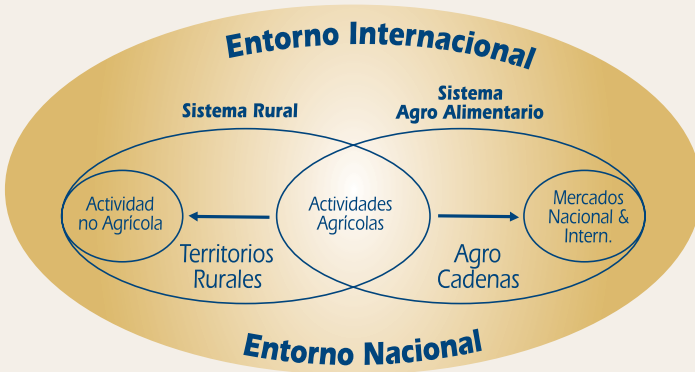 Entorno Internacional
Sistema Rural
Sistema
Agro Alimentario
Actividad
no Agrícola
Actividades
Agrícolas
Mercados
Nacional &
Intern.
Territorios
Rurales
Agro
Cadenas
Entorno Nacional